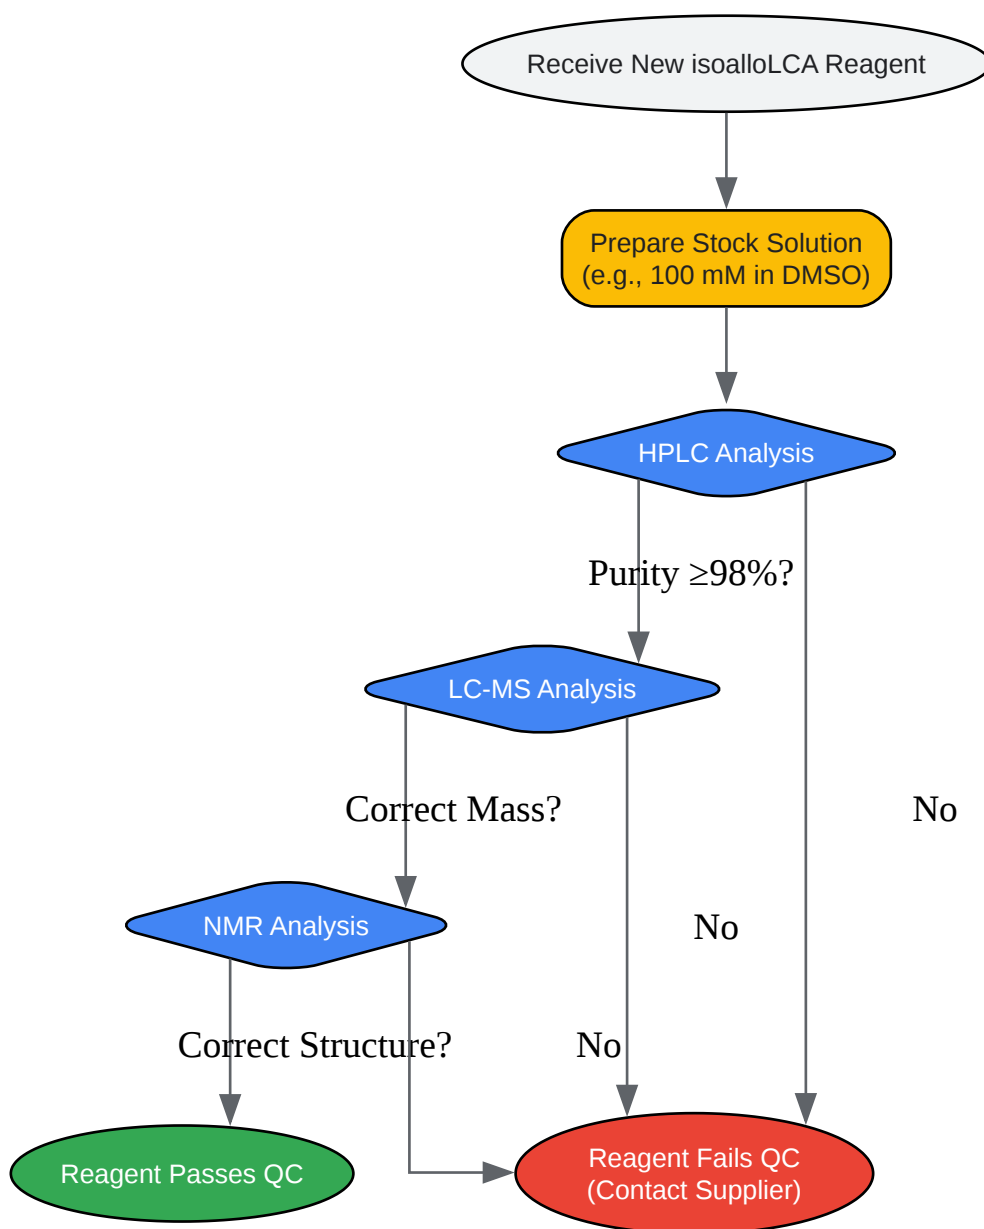 Receive New isoalloLCA Reagent
Prepare Stock Solution
(e.g., 100 mM in DMSO)
HPLC Analysis
Purity ≥98%?
LC-MS Analysis
Correct Mass?
No
NMR Analysis
No
Correct Structure?
No
Reagent Passes QC
Reagent Fails QC
(Contact Supplier)